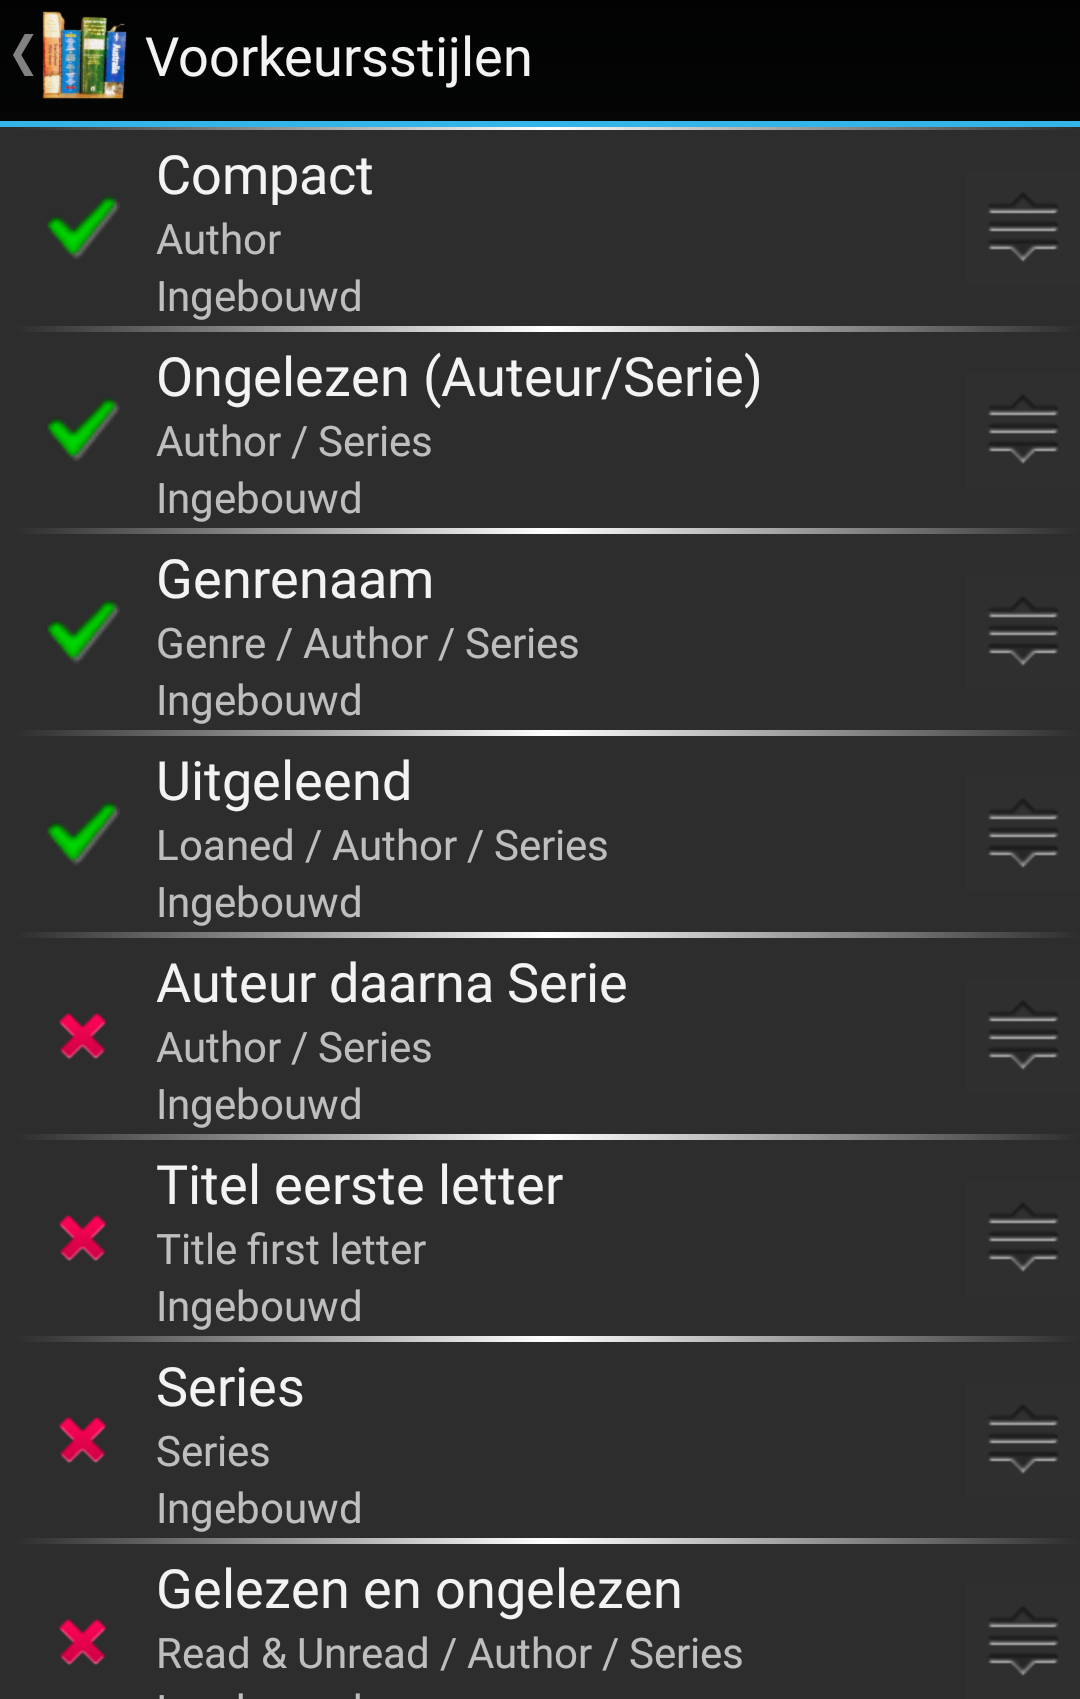 Voorkeursstijlen
Compact
Author
Ingebouwd
Ongelezen (Auteur/Serie)
Author / Series
Ingebouwd
Genrenaam
Genre / Author / Series
Ingebouwd
Uitgeleend
Loaned / Author / Series
Ingebouwd
Auteur daarna Serie
Author / Series
Ingebouwd
Titel eerste letter
Title first letter
Ingebouwd
Series
Series
Ingebouwd
Gelezen en ongelezen
Read & Unread / Author / Series